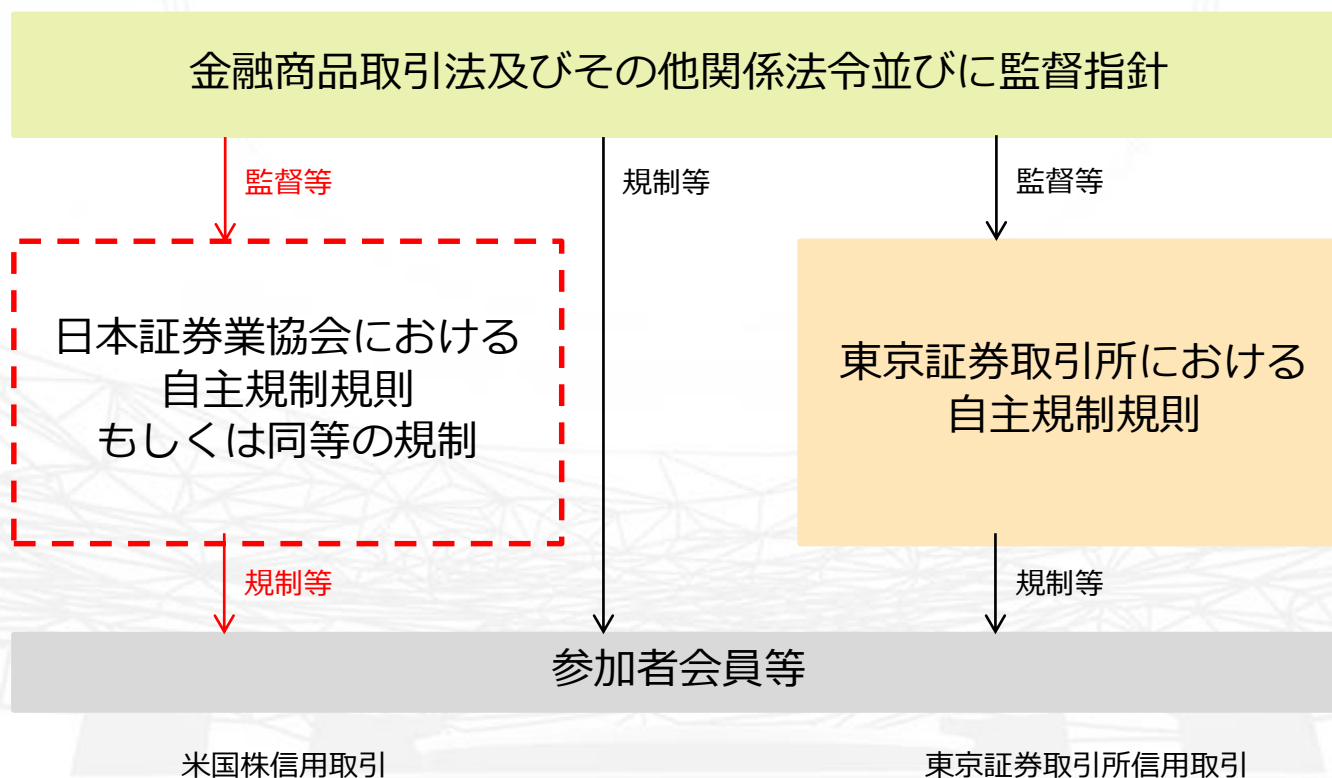 金融商品取引法及びその他関係法令並びに監督指針
監督等
規制等
監督等
日本証券業協会における
自主規制規則
もしくは同等の規制
東京証券取引所における
自主規制規則
規制等
規制等
参加者会員等
米国株信用取引
東京証券取引所信用取引